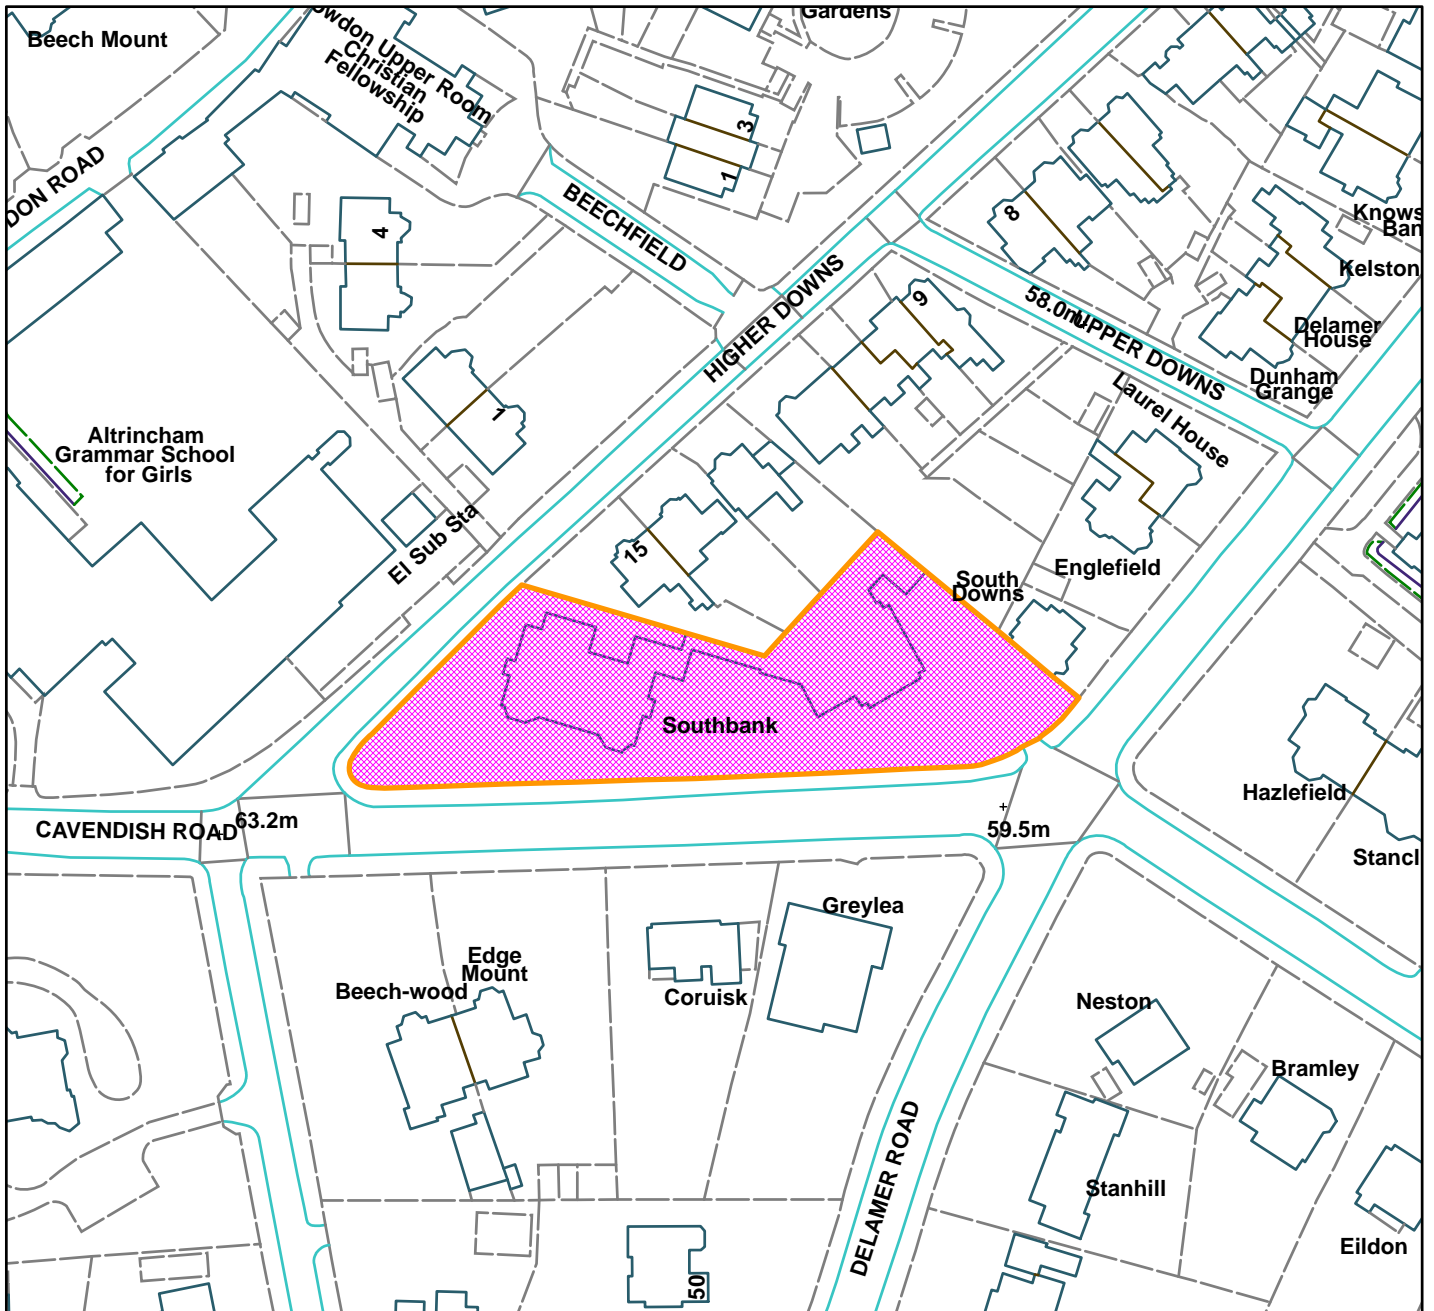 Beech Mount
Gardens
Upper Room
Christian
Fellowship
3
1
BEECHFIELD
4
8
Knows
Ban
Kelston
HIGHER DOWNS
9
58.0m
UPPER DOWNS
Delamer
House
Dunham
Grange
Laurel House
1
Altrincham
Grammar School
for Girls
El Sub Sta
15
South
Downs
Englefield
Southbank
Hazlefield
CAVENDISH ROAD
63.2m
59.5m
Stancl
Greylea
Edge
Mount
Beech-wood
Coruisk
Neston
Bramley
DELAMER ROAD
Stanhill
Eildon
50
DON ROAD